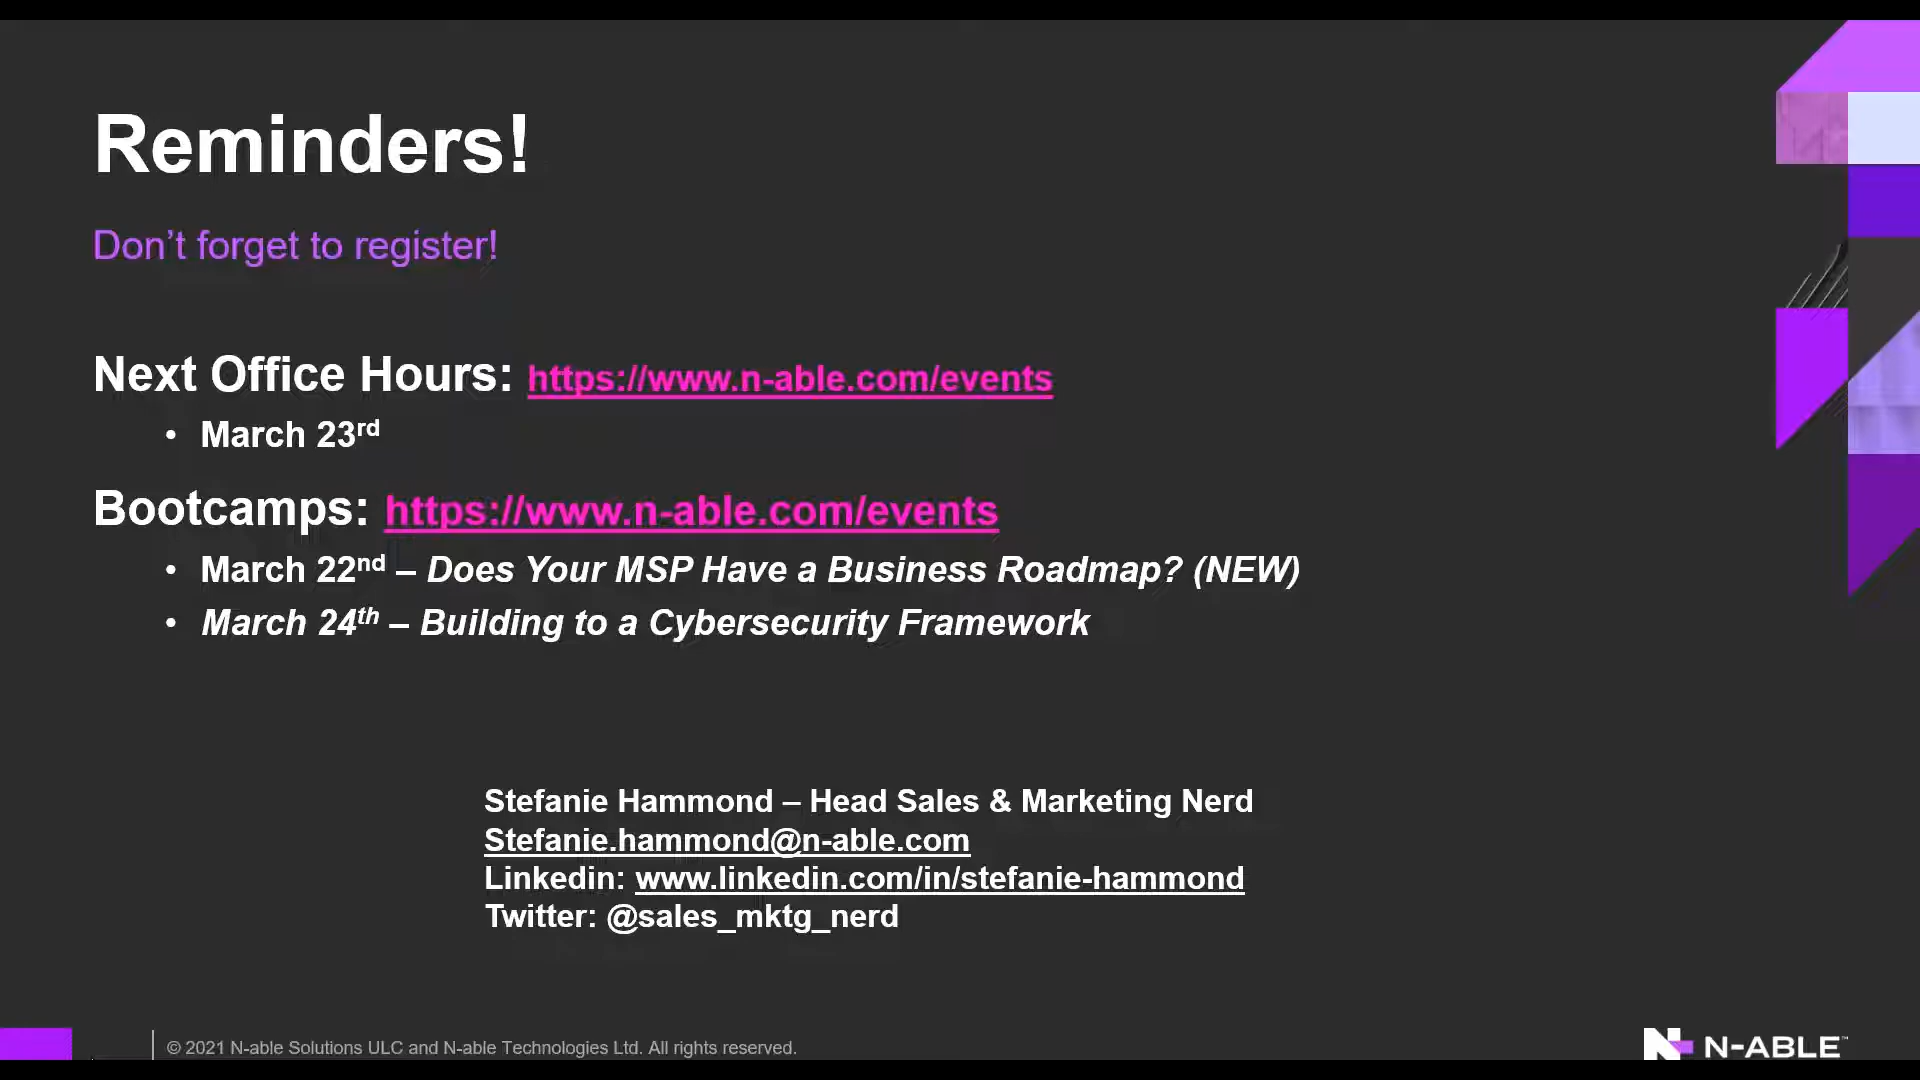 Reminders!
Don’t forget to register!
Next Office Hours: https://www.n-able.com/events
• March 23rd
Bootcamps: https://www.n-able.com/events
• March 22nd – Does Your MSP Have a Business Roadmap? (NEW)
• March 24th – Building to a Cybersecurity Framework
Stefanie Hammond – Head Sales & Marketing Nerd
Stefanie.hammond@n-able.com
Linkedin: www.linkedin.com/in/stefanie-hammond
Twitter: @sales_mktg_nerd
© 2021 N-able Solutions ULC and N-able Technologies Ltd. All rights reserved.
N-ABLE™